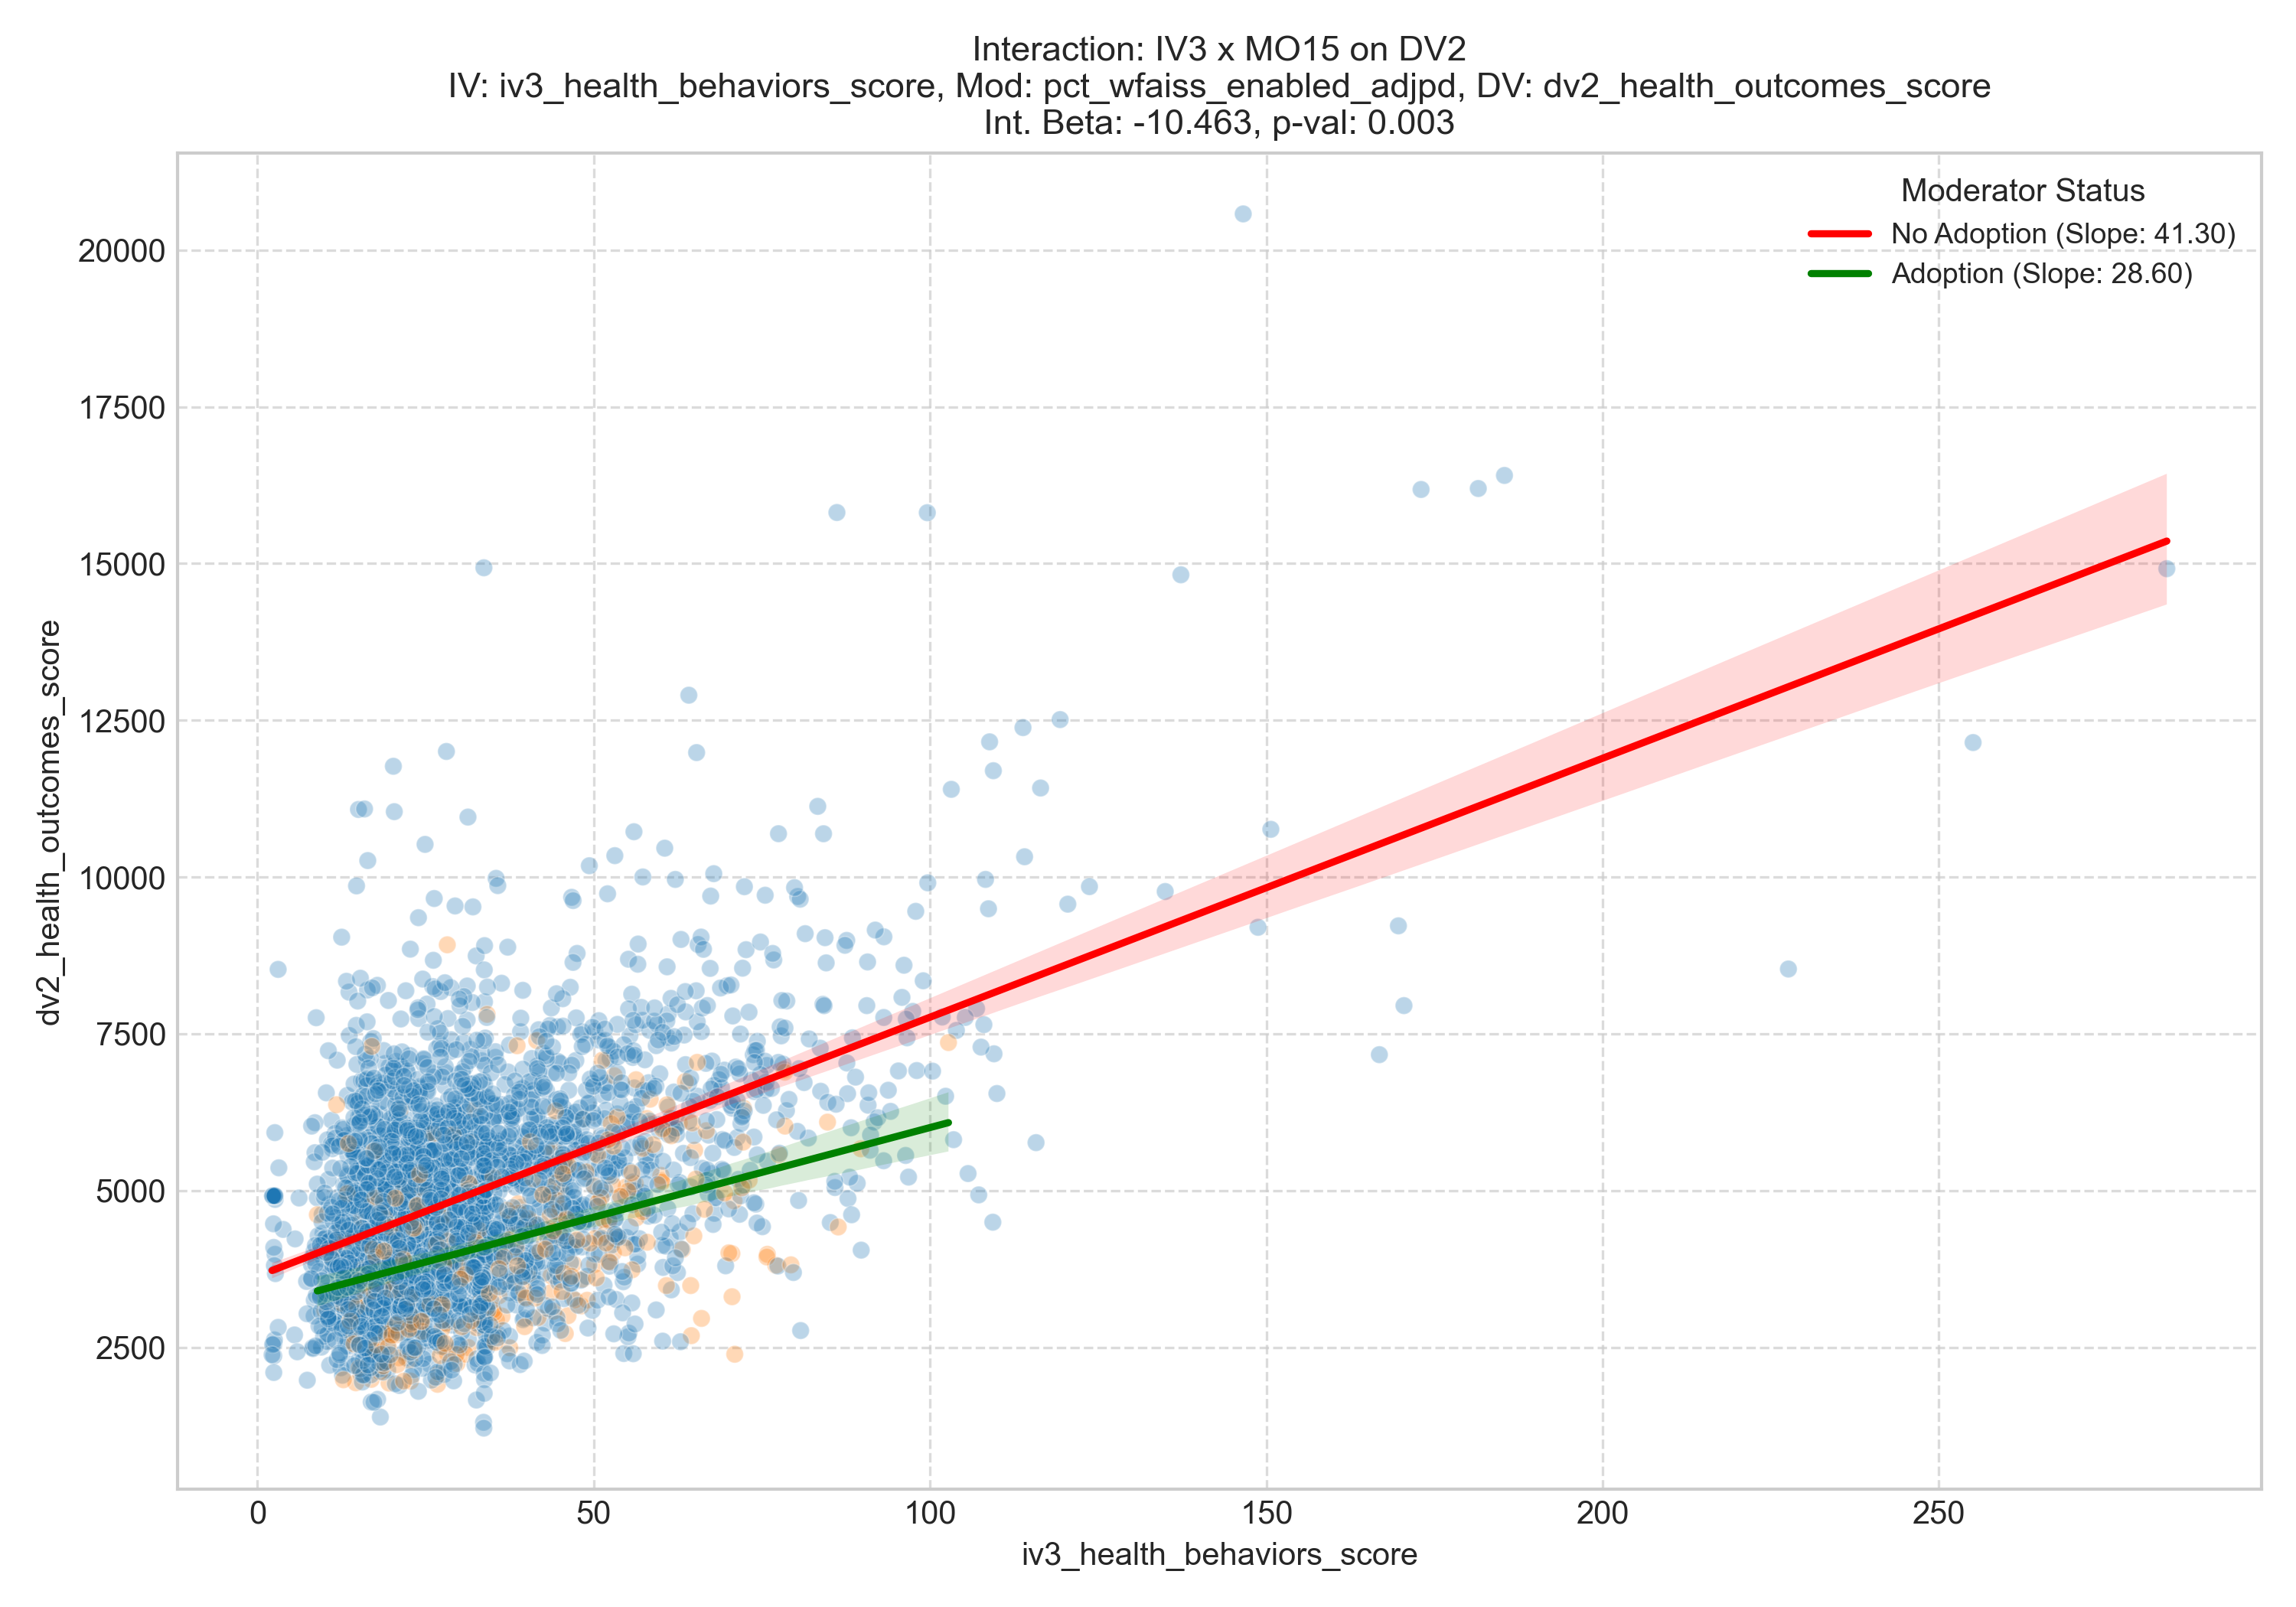 Interaction: IV3 x MO15 on DV2
IV: iv3_health_behaviors_score, Mod: pct_wfaiss_enabled_adjpd, DV: dv2_health_outcomes_score
Int. Beta: -10.463, p-val: 0.003
Moderator Status
No Adoption (Slope: 41.30)
Adoption (Slope: 28.60)
dv2_health_outcomes_score
20000
17500
15000
12500
10000
7500
5000
2500
0 50 100 150 200 250
iv3_health_behaviors_score